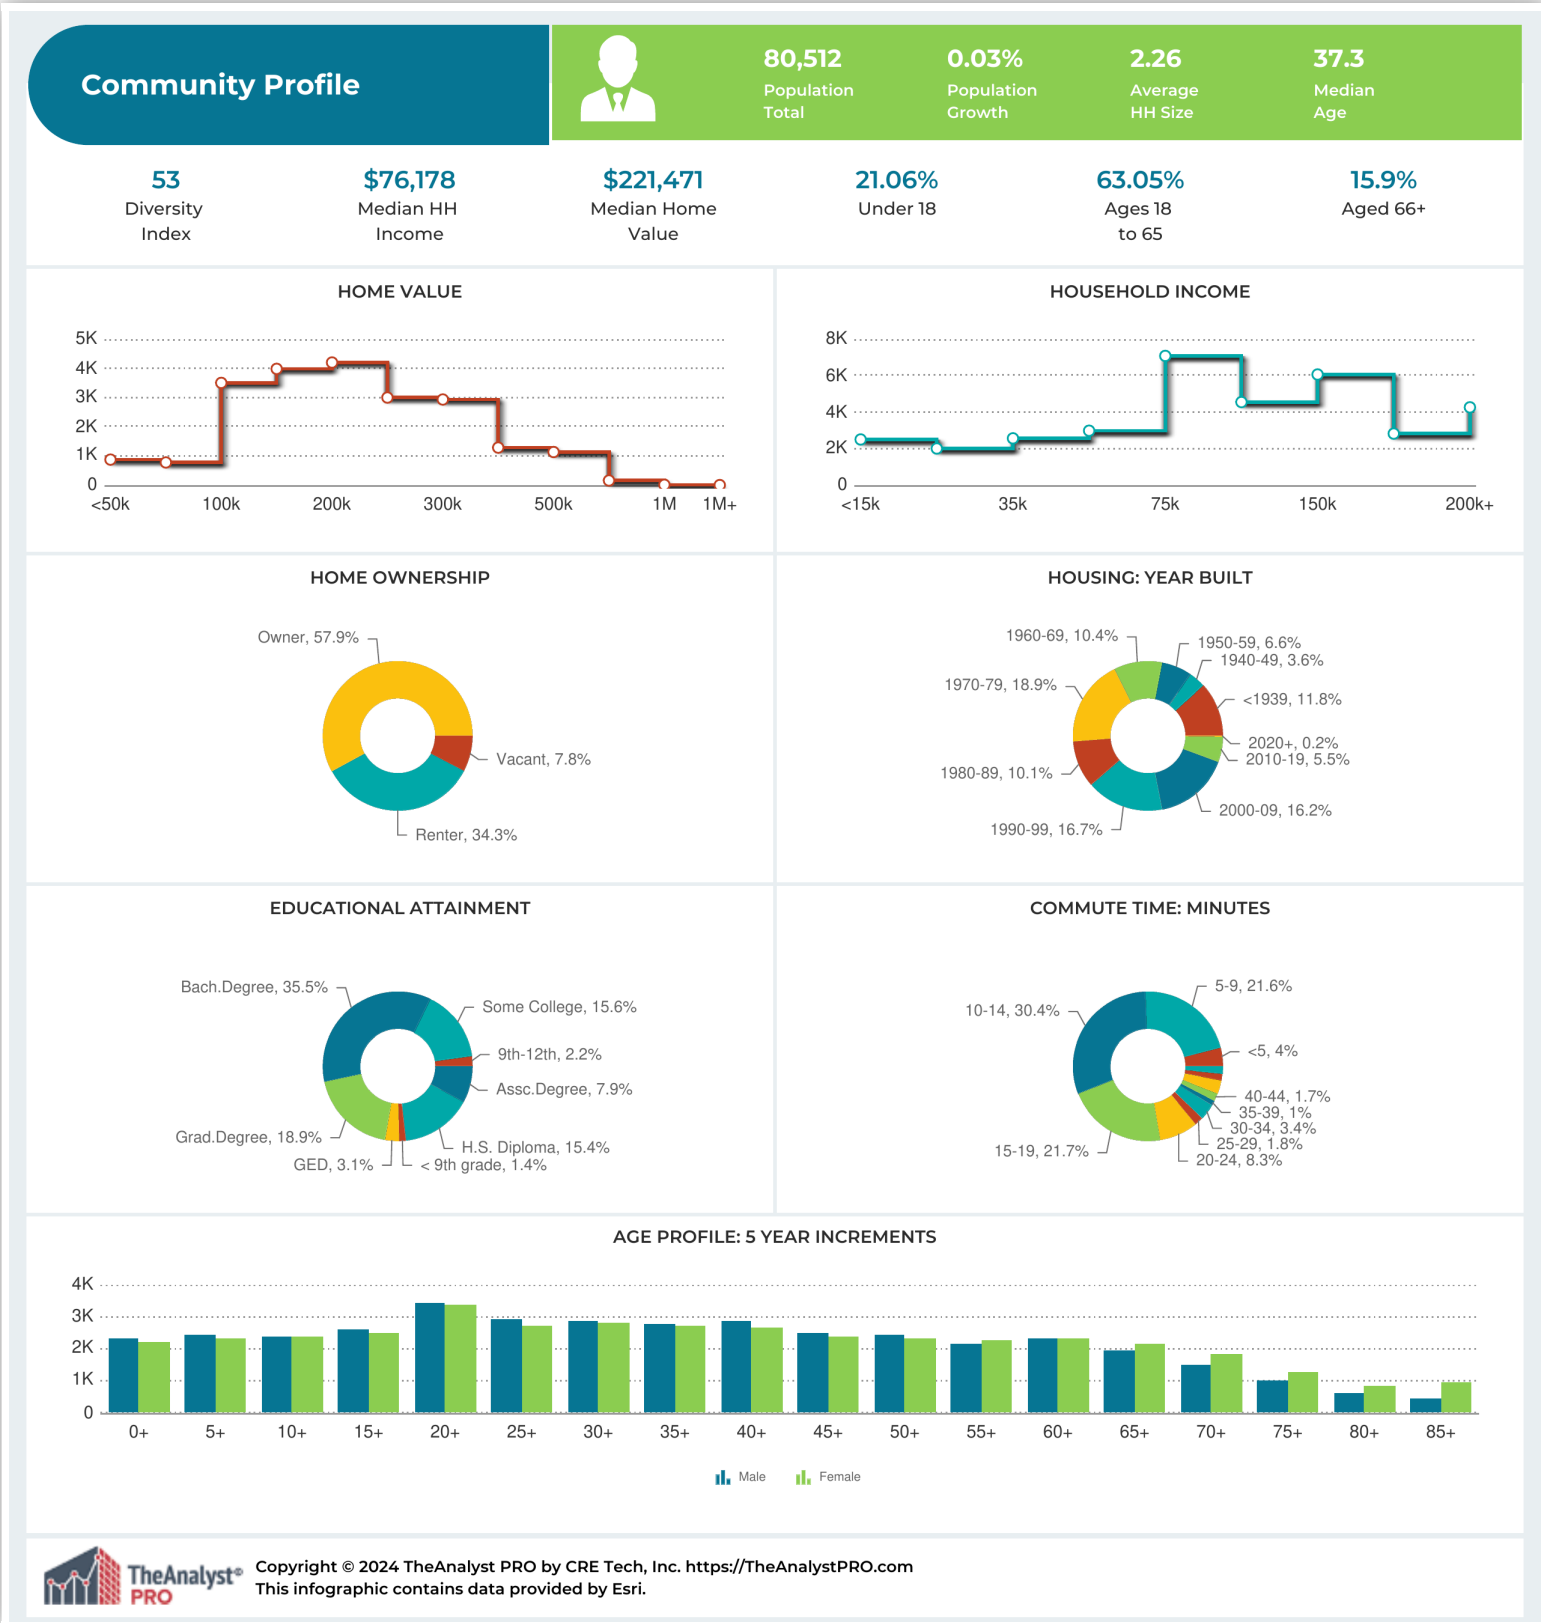 Community Profile
80,512
Population
Total
0.03%
Population
Growth
2.26
Average
HH Size
37.3
Median
Age
53
Diversity
Index
$76,178
Median HH
Income
$221,471
Median Home
Value
21.06%
Under 18
63.05%
Ages 18
to 65
15.9%
Aged 66+
HOME VALUE
5K
4K
3K
2K
1K
0
<50k 100k 200k 300k 500k 1M 1M+
HOUSEHOLD INCOME
8K
6K
4K
2K
0
<15k 35k 75k 150k 200k+
HOME OWNERSHIP
Owner, 57.9%
Vacant, 7.8%
Renter, 34.3%
HOUSING: YEAR BUILT
1960-69, 10.4%
1950-59, 6.6%
1940-49, 3.6%
1970-79, 18.9%
<1939, 11.8%
2020+, 0.2%
2010-19, 5.5%
1980-89, 10.1%
2000-09, 16.2%
1990-99, 16.7%
EDUCATIONAL ATTAINMENT
Bach.Degree, 35.5%
Some College, 15.6%
9th-12th, 2.2%
Assc.Degree, 7.9%
Grad.Degree, 18.9%
H.S. Diploma, 15.4%
GED, 3.1%
< 9th grade, 1.4%
COMMUTE TIME: MINUTES
5-9, 21.6%
10-14, 30.4%
<5, 4%
40-44, 1.7%
35-39, 1%
30-34, 3.4%
25-29, 1.8%
15-19, 21.7%
20-24, 8.3%
AGE PROFILE: 5 YEAR INCREMENTS
4K
3K
2K
1K
0
0+ 5+ 10+ 15+ 20+ 25+ 30+ 35+ 40+ 45+ 50+ 55+ 60+ 65+ 70+ 75+ 80+ 85+
Male Female
TheAnalyst©
PRO
Copyright © 2024 TheAnalyst PRO by CRE Tech, Inc. https://TheAnalystPRO.com
This infographic contains data provided by Esri.